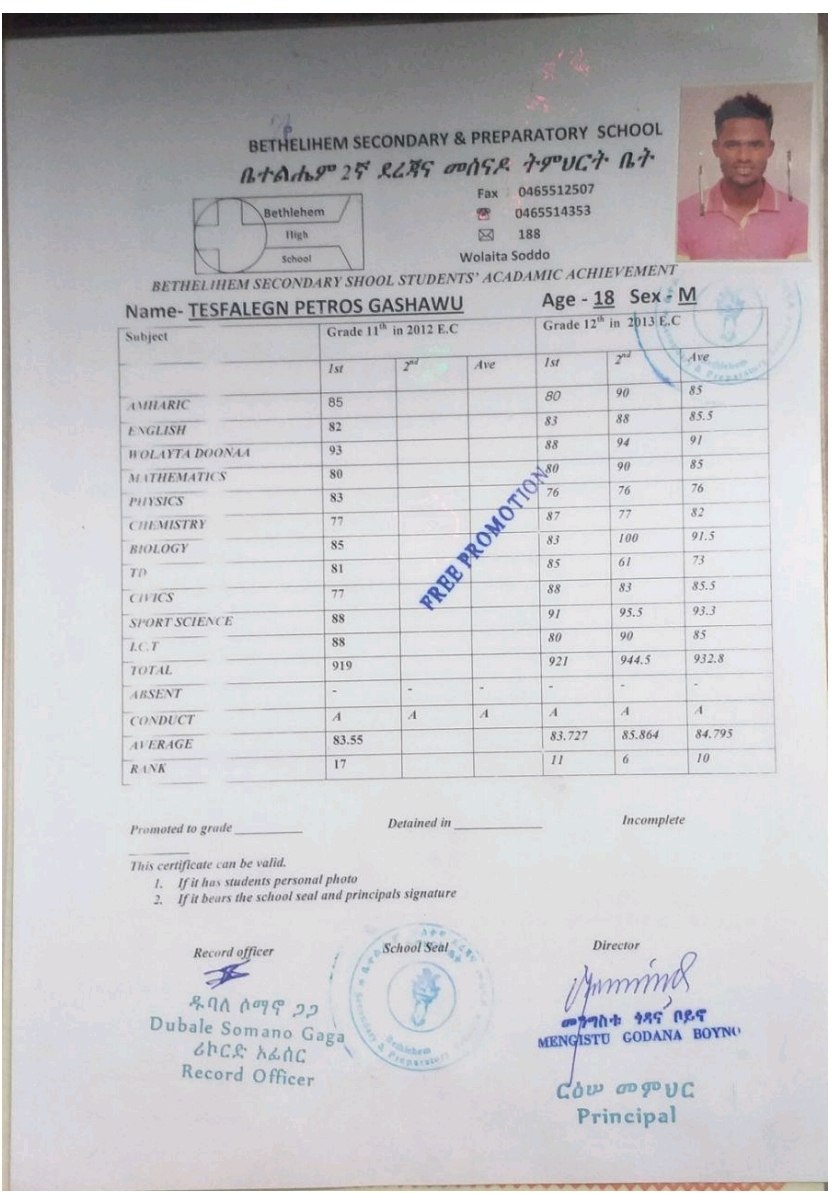 BETHELIHEM SECONDARY & PREPARATORY SCHOOL
ቤተልሔም 2ኛ ደረጃና መሰናዶ ትምህርት ቤት
Fax 0465512507
Bethlehem
0465514353
High
188
School
Wolaita Soddo
BETHELIHEM SECONDARY SHOOL STUDENTS' ACADAMIC ACHIEVEMENT
Name- TESFALEGN PETROS GASHAWU Age - 18 Sex - M
Subject Grade 11th in 2012 E.C Grade 12th in 2013 E.C
1st 2nd Ave 1st 2nd Ave
AMHARIC 85 80 90 85
ENGLISH 82 83 88 85.5
WOLAYTA DOONAA 93 88 94 91
MATHEMATICS 80 80 90 85
PHYSICS 83 76 76 76
CHEMISTRY 77 87 77 82
BIOLOGY 85 83 100 91.5
TD 81 85 61 73
CIVICS 77 88 83 85.5
SPORT SCIENCE 88 91 95.5 93.3
I.C.T 88 80 90 85
TOTAL 919 921 944.5 932.8
ABSENT - - - - - -
CONDUCT A A A A A A
AVERAGE 83.55 83.727 85.864 84.795
RANK 17 11 6 10
FREE PROMOTION
Promoted to grade Detained in Incomplete
This certificate can be valid.
1. If it has students personal photo
2. If it bears the school seal and principals signature
Record officer School Seal Director
ዱባለ ሶማኖ ጋጋ
Dubale Somano Gaga
ሪኮርድ ኦፊሰር
Record Officer
Bethlehem
Secondary & Preparatory
መንግስቱ ጎዳና ቦይኖ
MENGISTU GODANA BOYNO
ርዕሠ መምህር
Principal